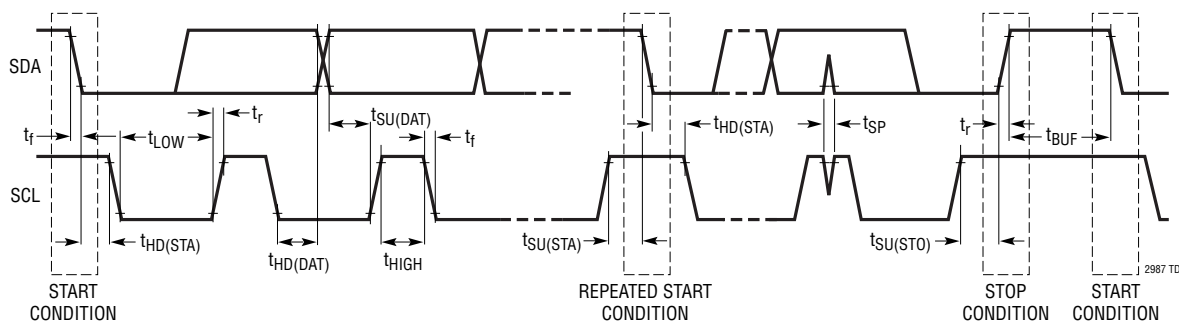 SDA
tf
tLOW
tr
tSU(DAT)
tf
tHD(STA)
tSP
tr
tBUF
SCL
tHD(STA)
tHD(DAT)
tHIGH
tSU(STA)
tSU(STO)
2987 TD
START
CONDITION
REPEATED START
CONDITION
STOP
CONDITION
START
CONDITION